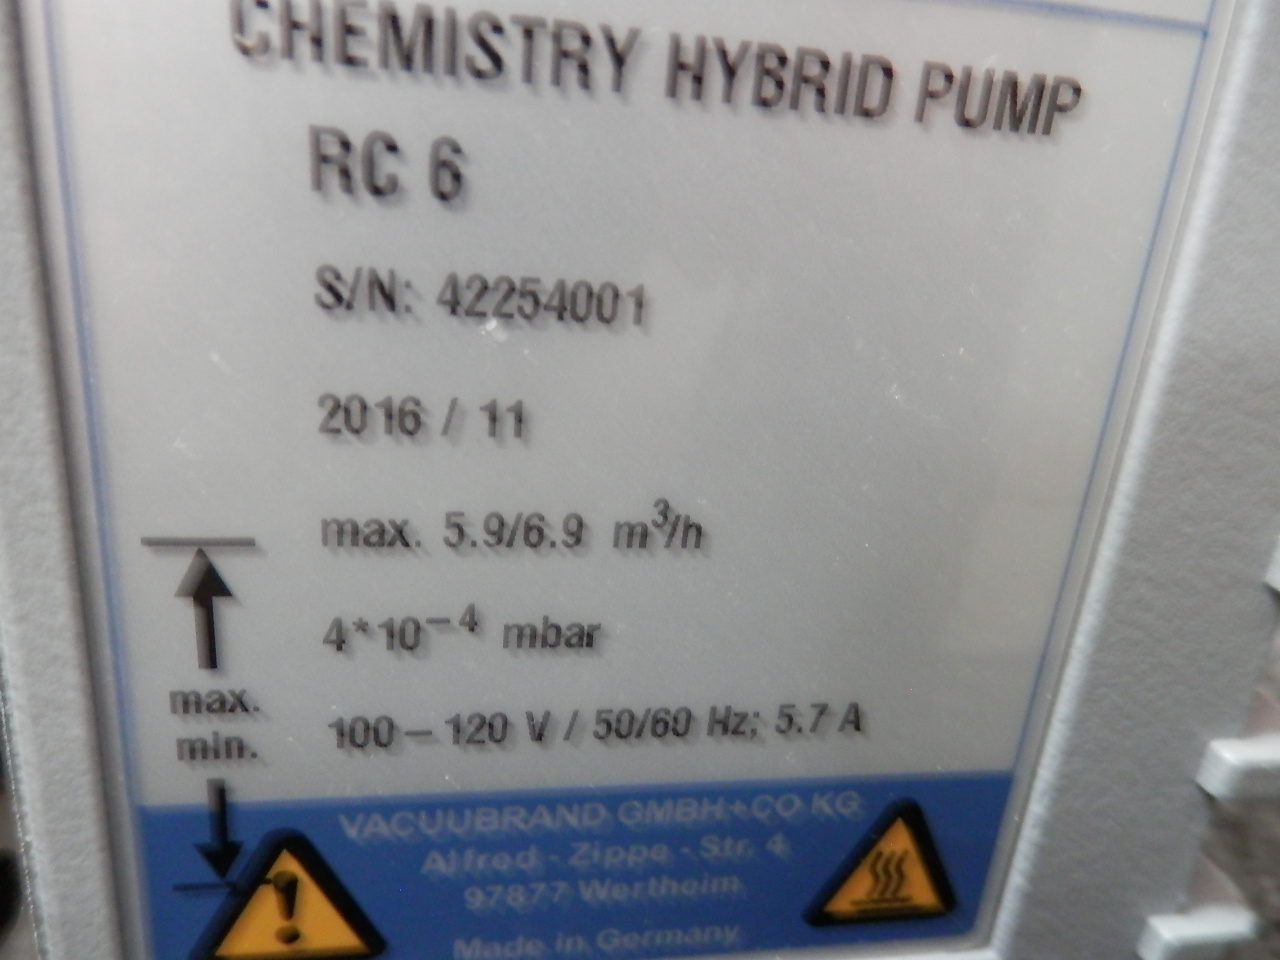 CHEMISTRY HYBRID PUMP
RC 6
S/N: 42254001
2016 / 11
max. 5.9/6.9 m³/h
4*10⁻⁴ mbar
max.
min.
100-120 V / 50/60 Hz; 5.7 A
VACUUBRAND GMBH+CO KG
Alfred - Zippe - Str. 4
97877 Wertheim
Made in Germany